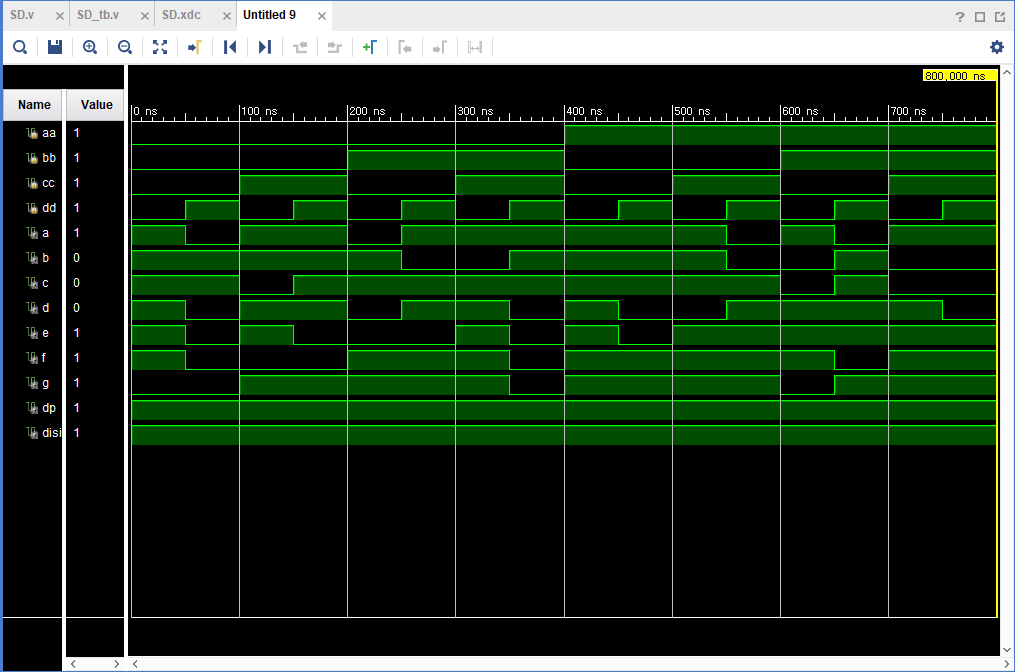 SD.v SD_tb.v SD.xdc Untitled 9
800,000 ns
Name Value
0 ns 100 ns 200 ns 300 ns 400 ns 500 ns 600 ns 700 ns
aa 1
bb 1
cc 1
dd 1
a 1
b 0
c 0
d 0
e 1
f 1
g 1
dp 1
disi 1